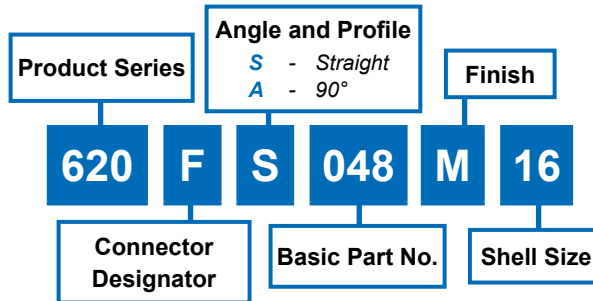 Angle and Profile
S - Straight
A - 90°
Product Series
Finish
620 F S 048 M 16
Connector
Designator
Basic Part No.
Shell Size